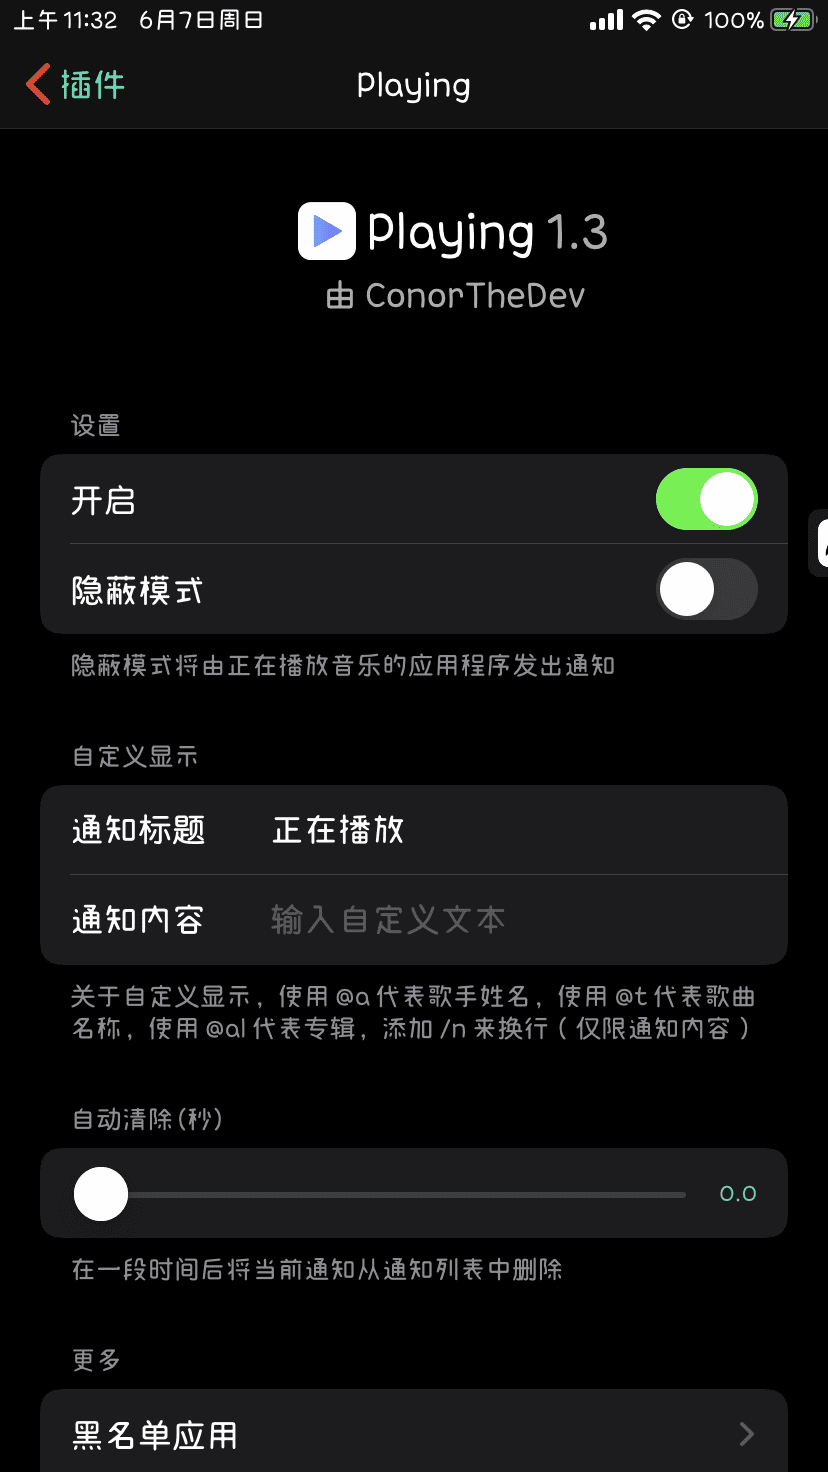 上午11:32 6月7日周日 100%
插件 Playing
Playing 1.3
由 ConorTheDev
设置
开启
隐蔽模式
隐蔽模式将由正在播放音乐的应用程序发出通知
自定义显示
通知标题 正在播放
通知内容 输入自定义文本
关于自定义显示，使用 @a 代表歌手姓名，使用 @t 代表歌曲
名称，使用 @al 代表专辑，添加 /n 来换行（仅限通知内容）
自动清除(秒)
0.0
在一段时间后将当前通知从通知列表中删除
更多
黑名单应用